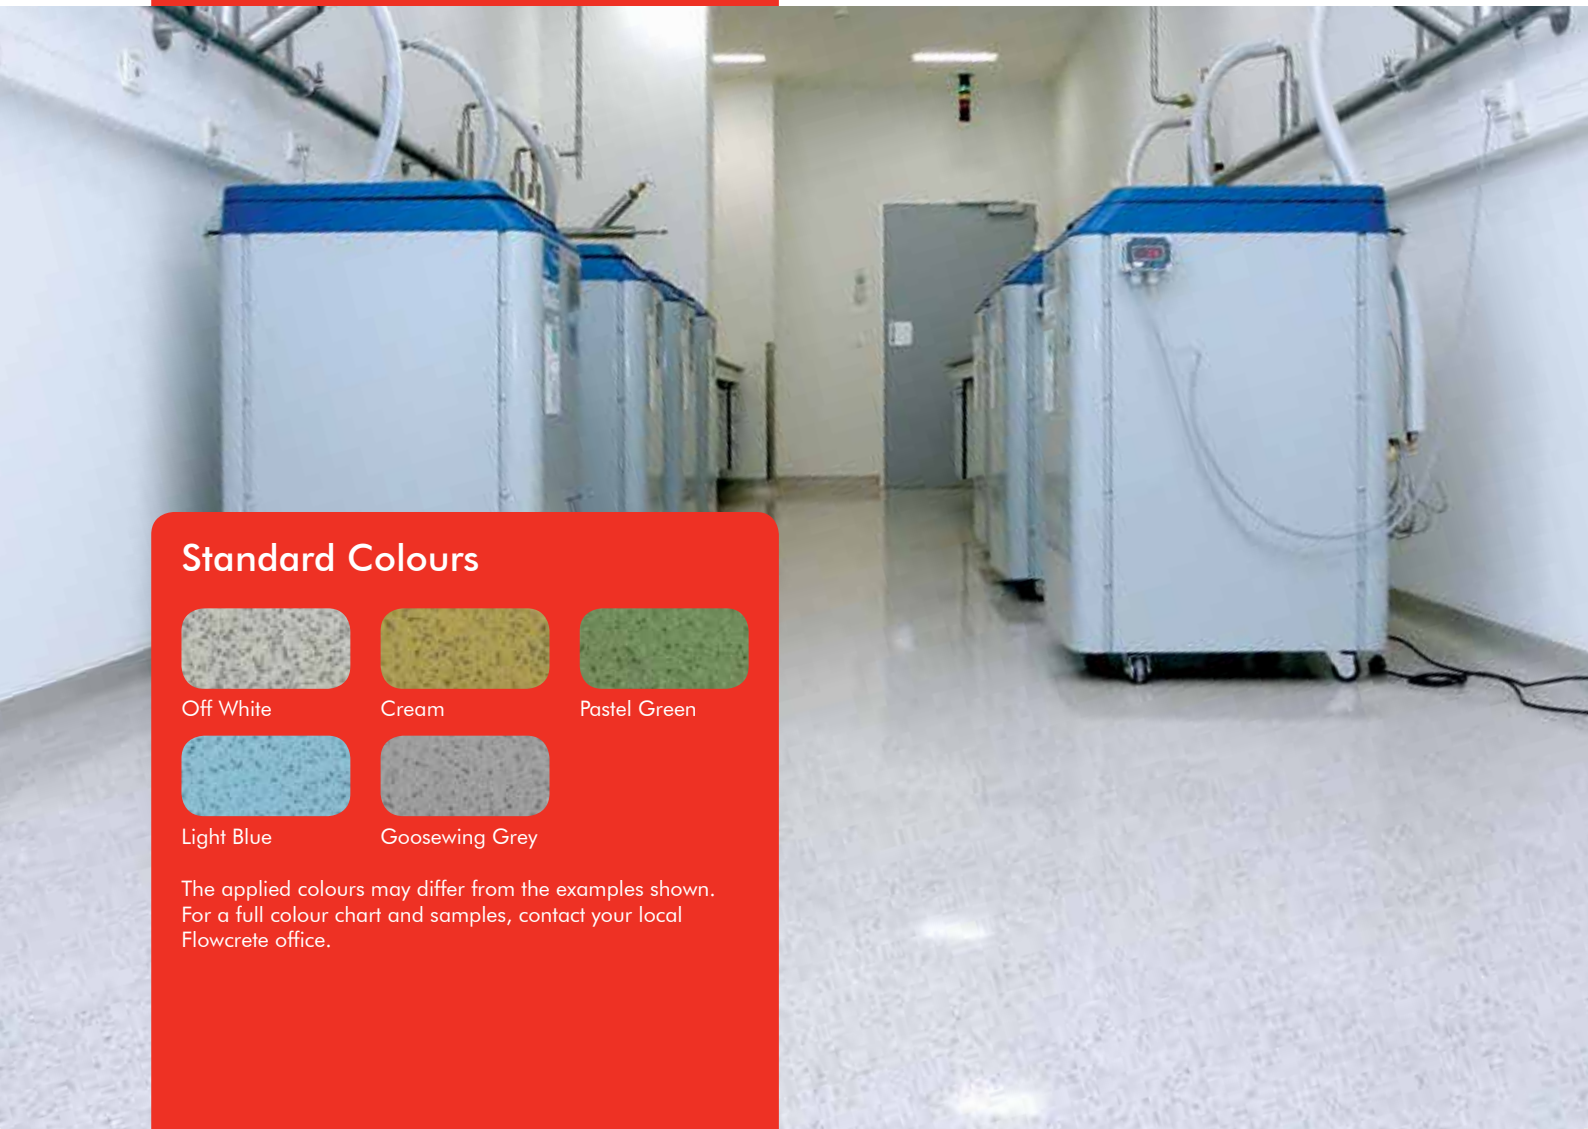 Standard Colours
Off White
Cream
Pastel Green
Light Blue
Goosewing Grey
The applied colours may differ from the examples shown.
For a full colour chart and samples, contact your local
Flowcrete office.